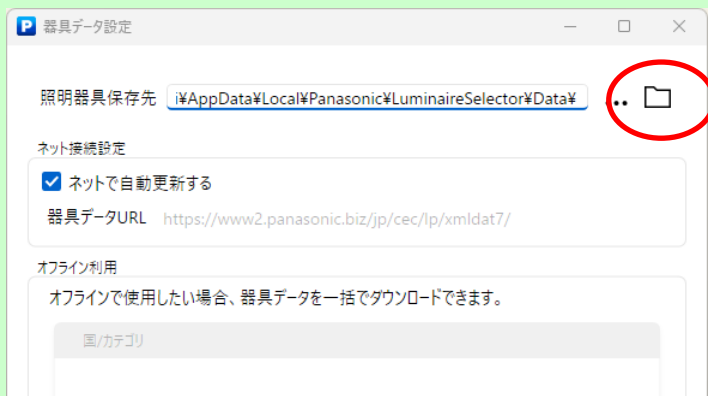 P 器具データ設定
照明器具保存先 i¥AppData¥Local¥Panasonic¥LuminaireSelector¥Data¥ ...
ネット接続設定
ネットで自動更新する
器具データURL https://www2.panasonic.biz/jp/cec/lp/xmldat7/
オフライン利用
オフラインで使用したい場合、器具データを一括でダウンロードできます。
国/カテゴリ